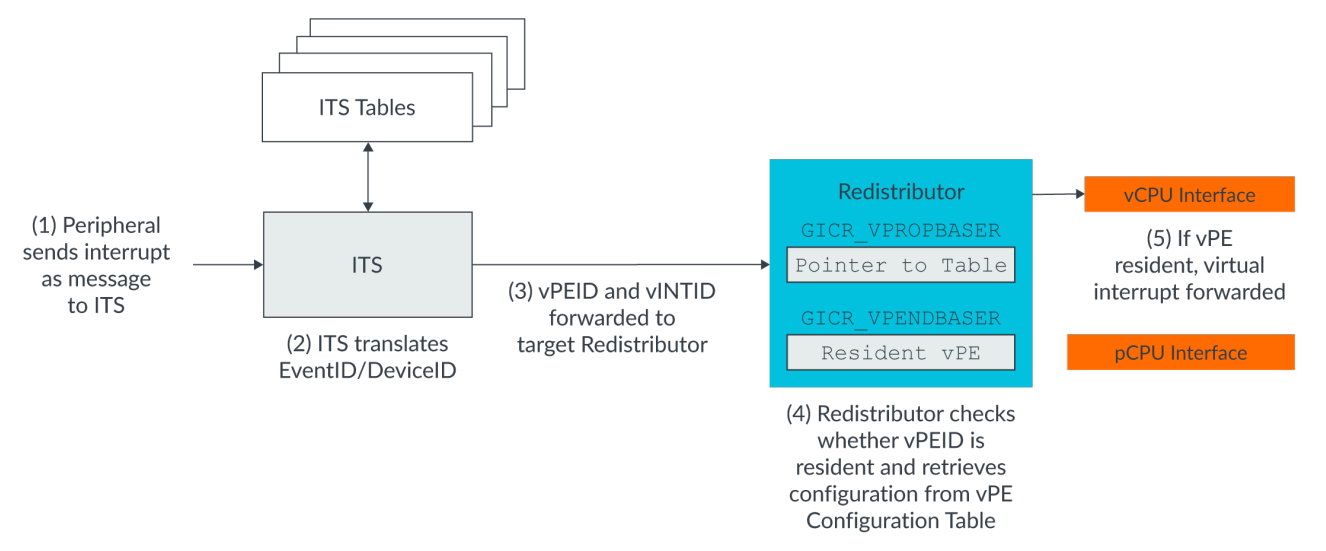 ITS Tables
(1) Peripheral
sends interrupt
as message
to ITS
ITS
(2) ITS translates
EventID/DeviceID
(3) vPEID and vINTID
forwarded to
target Redistributor
Redistributor
GICR_VPROPBASER
Pointer to Table
GICR_VPENDBASER
Resident vPE
(4) Redistributor checks
whether vPEID is
resident and retrieves
configuration from vPE
Configuration Table
vCPU Interface
(5) If vPE
resident, virtual
interrupt forwarded
pCPU Interface